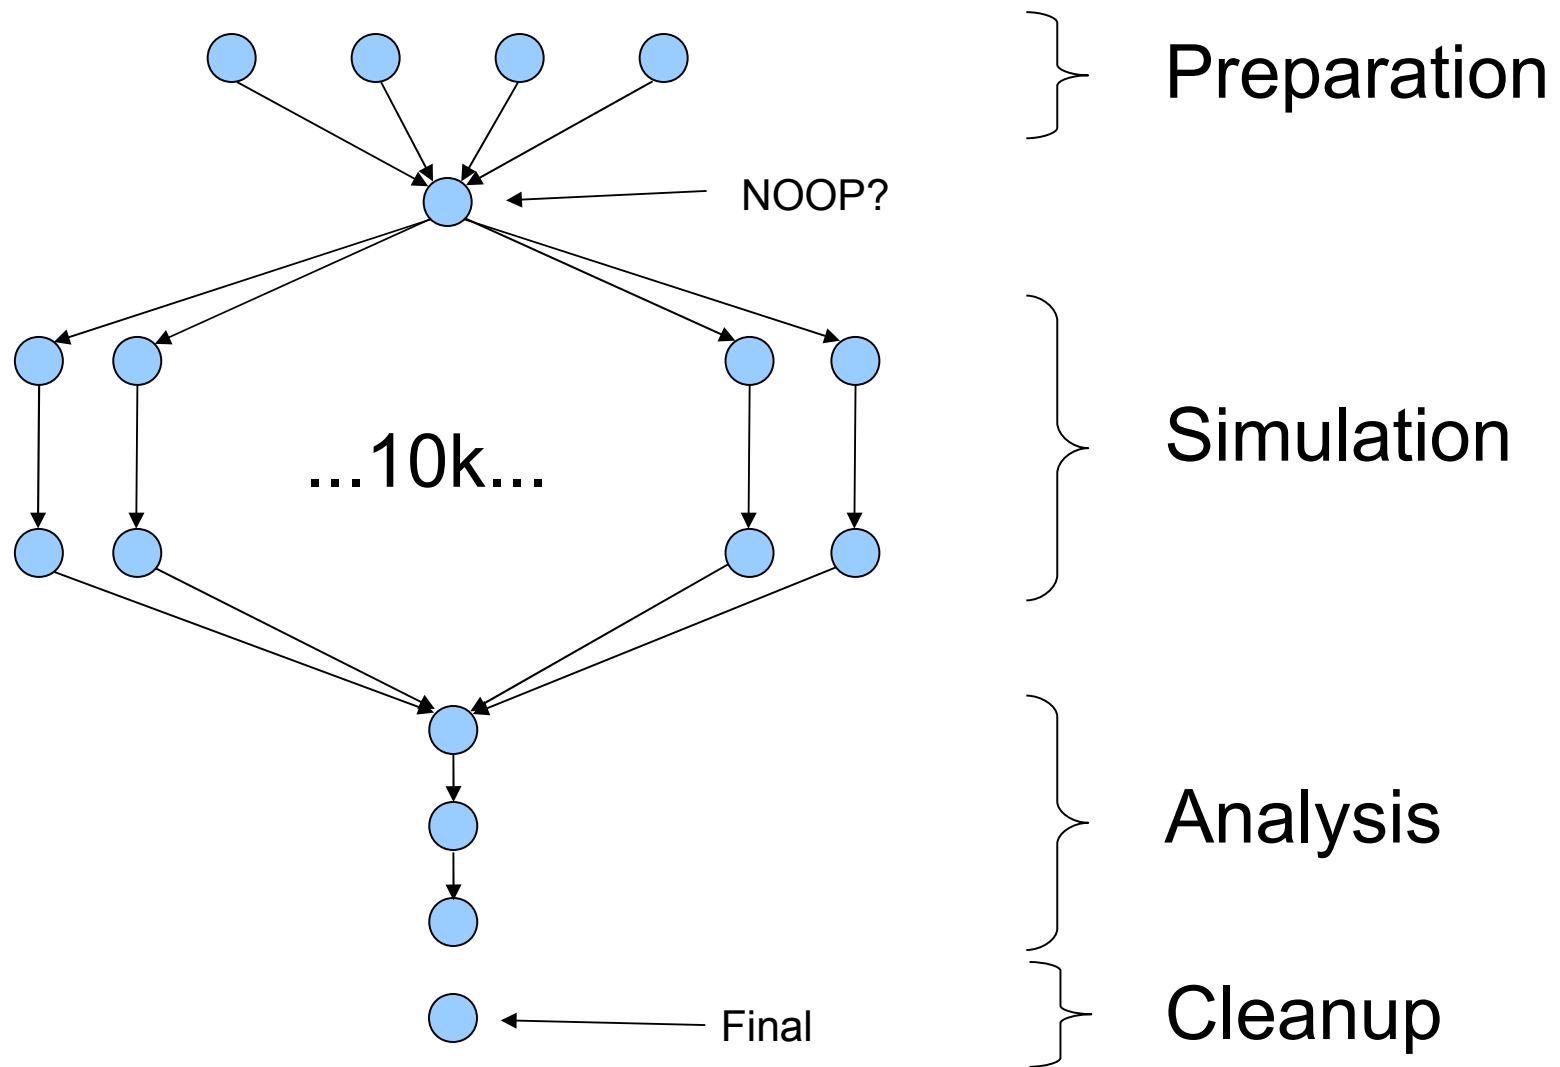 Preparation
NOOP?
Simulation
...10k...
Analysis
Cleanup
Final